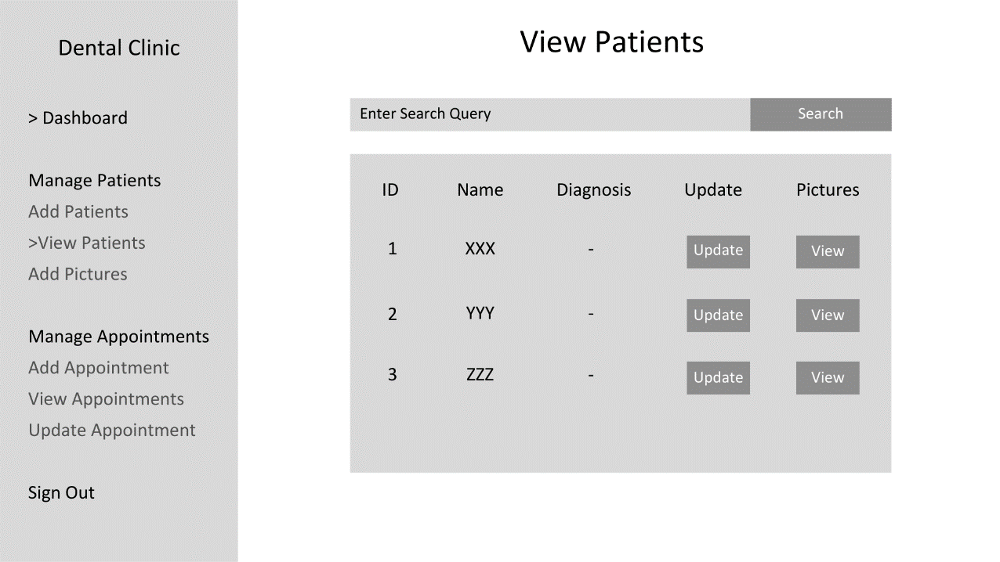 Dental Clinic
> Dashboard
Manage Patients
Add Patients
>View Patients
Add Pictures
Manage Appointments
Add Appointment
View Appointments
Update Appointment
Sign Out
View Patients
Enter Search Query Search
ID Name Diagnosis Update Pictures
1 XXX - Update View
2 YYY - Update View
3 ZZZ - Update View